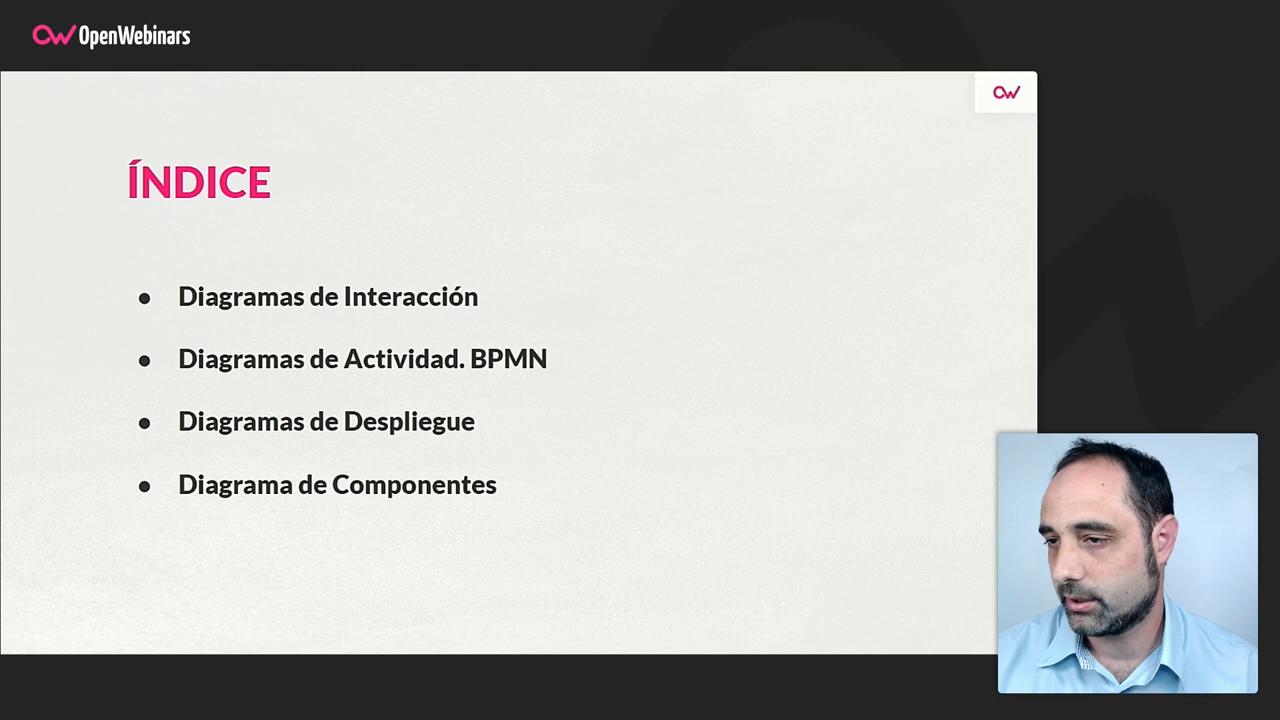 OpenWebinars
ÍNDICE
● Diagramas de Interacción
● Diagramas de Actividad. BPMN
● Diagramas de Despliegue
● Diagrama de Componentes